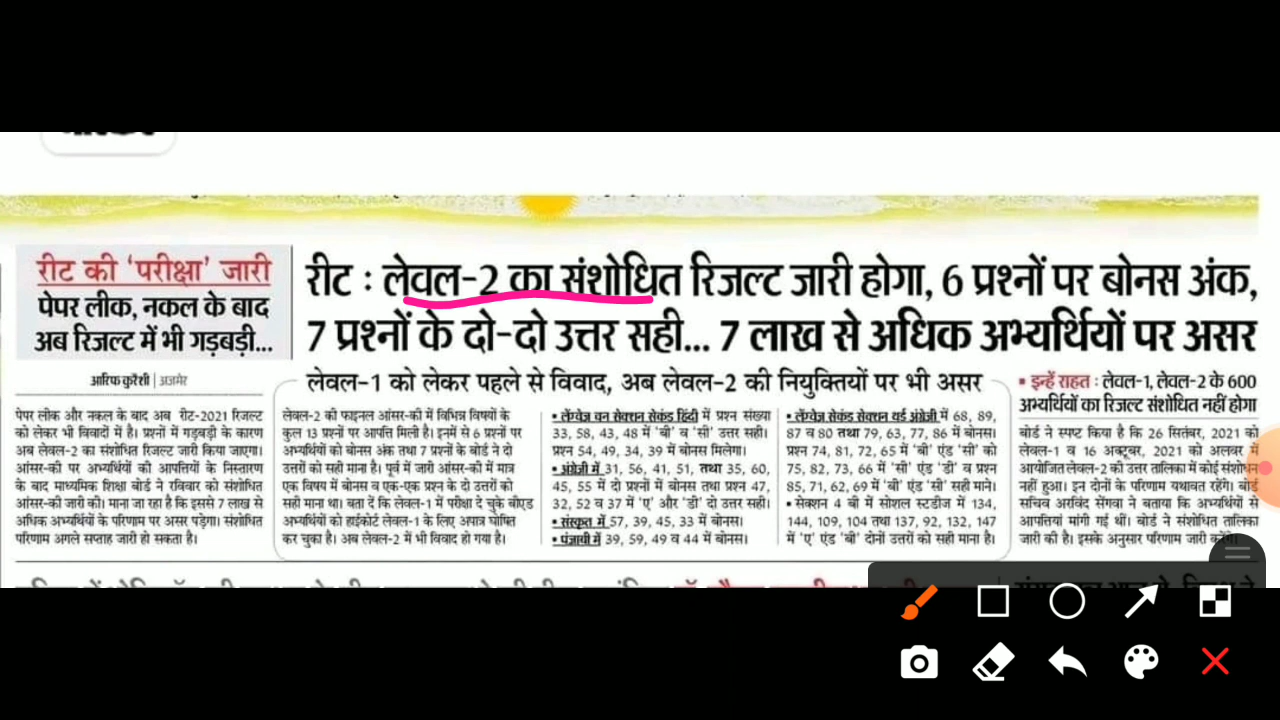 रीट की 'परीक्षा' जारी
पेपर लीक, नकल के बाद
अब रिजल्ट में भी गड़बड़ी...
रीट : लेवल-2 का संशोधित रिजल्ट जारी होगा, 6 प्रश्नों पर बोनस अंक,
7 प्रश्नों के दो-दो उत्तर सही... 7 लाख से अधिक अभ्यर्थियों पर असर
आरिफ कुरैशी | अजमेर
पेपर लीक और नकल के बाद अब रीट-2021 रिजल्ट
को लेकर भी विवादों में है। प्रश्नों में गड़बड़ी के कारण
अब लेवल-2 का संशोधित रिजल्ट जारी किया जाएगा।
आंसर-की पर अभ्यर्थियों की आपत्तियों के निस्तारण
के बाद माध्यमिक शिक्षा बोर्ड ने रविवार को संशोधित
आंसर-की जारी की। माना जा रहा है कि इससे 7 लाख से
अधिक अभ्यर्थियों के परिणाम पर असर पड़ेगा। संशोधित
परिणाम अगले सप्ताह जारी हो सकता है।
लेवल-1 को लेकर पहले से विवाद, अब लेवल-2 की नियुक्तियों पर भी असर
लेवल-2 की फाइनल आंसर-की में विभिन्न विषयों के
कुल 13 प्रश्नों पर आपत्ति मिली है। इनमें से 6 प्रश्नों पर
अभ्यर्थियों को बोनस अंक तथा 7 प्रश्नों के बोर्ड ने दो
उत्तरों को सही माना है। पूर्व में जारी आंसर-की में मात्र
एक विषय में बोनस व एक-एक प्रश्न के दो उत्तरों को
सही माना था। बता दें कि लेवल-1 में परीक्षा दे चुके बीएड
अभ्यर्थियों को हाईकोर्ट लेवल-1 के लिए अपात्र घोषित
कर चुका है। अब लेवल-2 में भी विवाद हो गया है।
• लैंग्वेज वन सेक्शन सेकंड हिंदी में प्रश्न संख्या
33, 58, 43, 48 में 'बी' व 'सी' उत्तर सही।
प्रश्न 54, 49, 34, 39 में बोनस मिलेगा।
• अंग्रेजी में 31, 56, 41, 51, तथा 35, 60,
45, 55 में दो प्रश्नों में बोनस तथा प्रश्न 47,
32, 52 व 37 में 'ए' और 'डी' दो उत्तर सही।
• संस्कृत में 57, 39, 45, 33 में बोनस।
• पंजाबी में 39, 59, 49 व 44 में बोनस।
• लैंग्वेज सेकंड सेक्शन थर्ड अंग्रेजी में 68, 89,
87 व 80 तथा 79, 63, 77, 86 में बोनस।
प्रश्न 74, 81, 72, 65 में 'बी' एंड 'सी' को
75, 82, 73, 66 में 'सी' एंड 'डी' व प्रश्न
85, 71, 62, 69 में 'बी' एंड 'सी' सही माने।
• सेक्शन 4 बी में सोशल स्टडीज में 134,
144, 109, 104 तथा 137, 92, 132, 147
में 'ए' एंड 'बी' दोनों उत्तरों को सही माना है।
• इन्हें राहत : लेवल-1, लेवल-2 के 600
अभ्यर्थियों का रिजल्ट संशोधित नहीं होगा
बोर्ड ने स्पष्ट किया है कि 26 सितंबर, 2021 को
लेवल-1 व 16 अक्टूबर, 2021 को अलवर में
आयोजित लेवल-2 की उत्तर तालिका में कोई संशोधन
नहीं हुआ। इन दोनों के परिणाम यथावत रहेंगे। बोर्ड
सचिव अरविंद सेंगवा ने बताया कि अभ्यर्थियों से
आपत्तियां मांगी गई थीं। बोर्ड ने संशोधित तालिका
जारी की है। इसके अनुसार परिणाम जारी करेंगे।